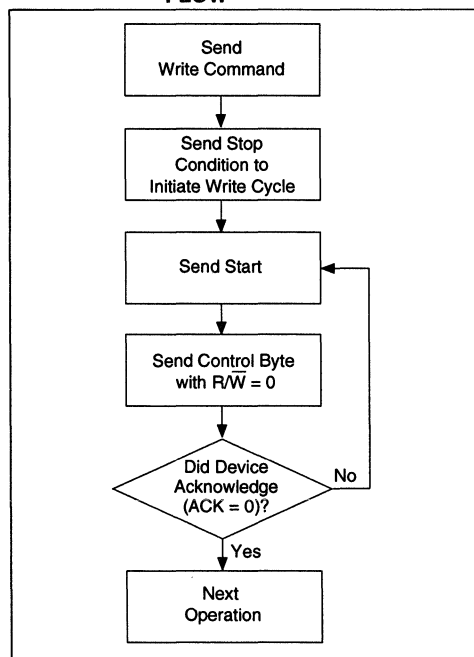 Send
Write Command
Send Stop
Condition to
Initiate Write Cycle
Send Start
Send Control Byte
with R/W̅ = 0
Did Device
Acknowledge
(ACK = 0)?
No
Yes
Next
Operation